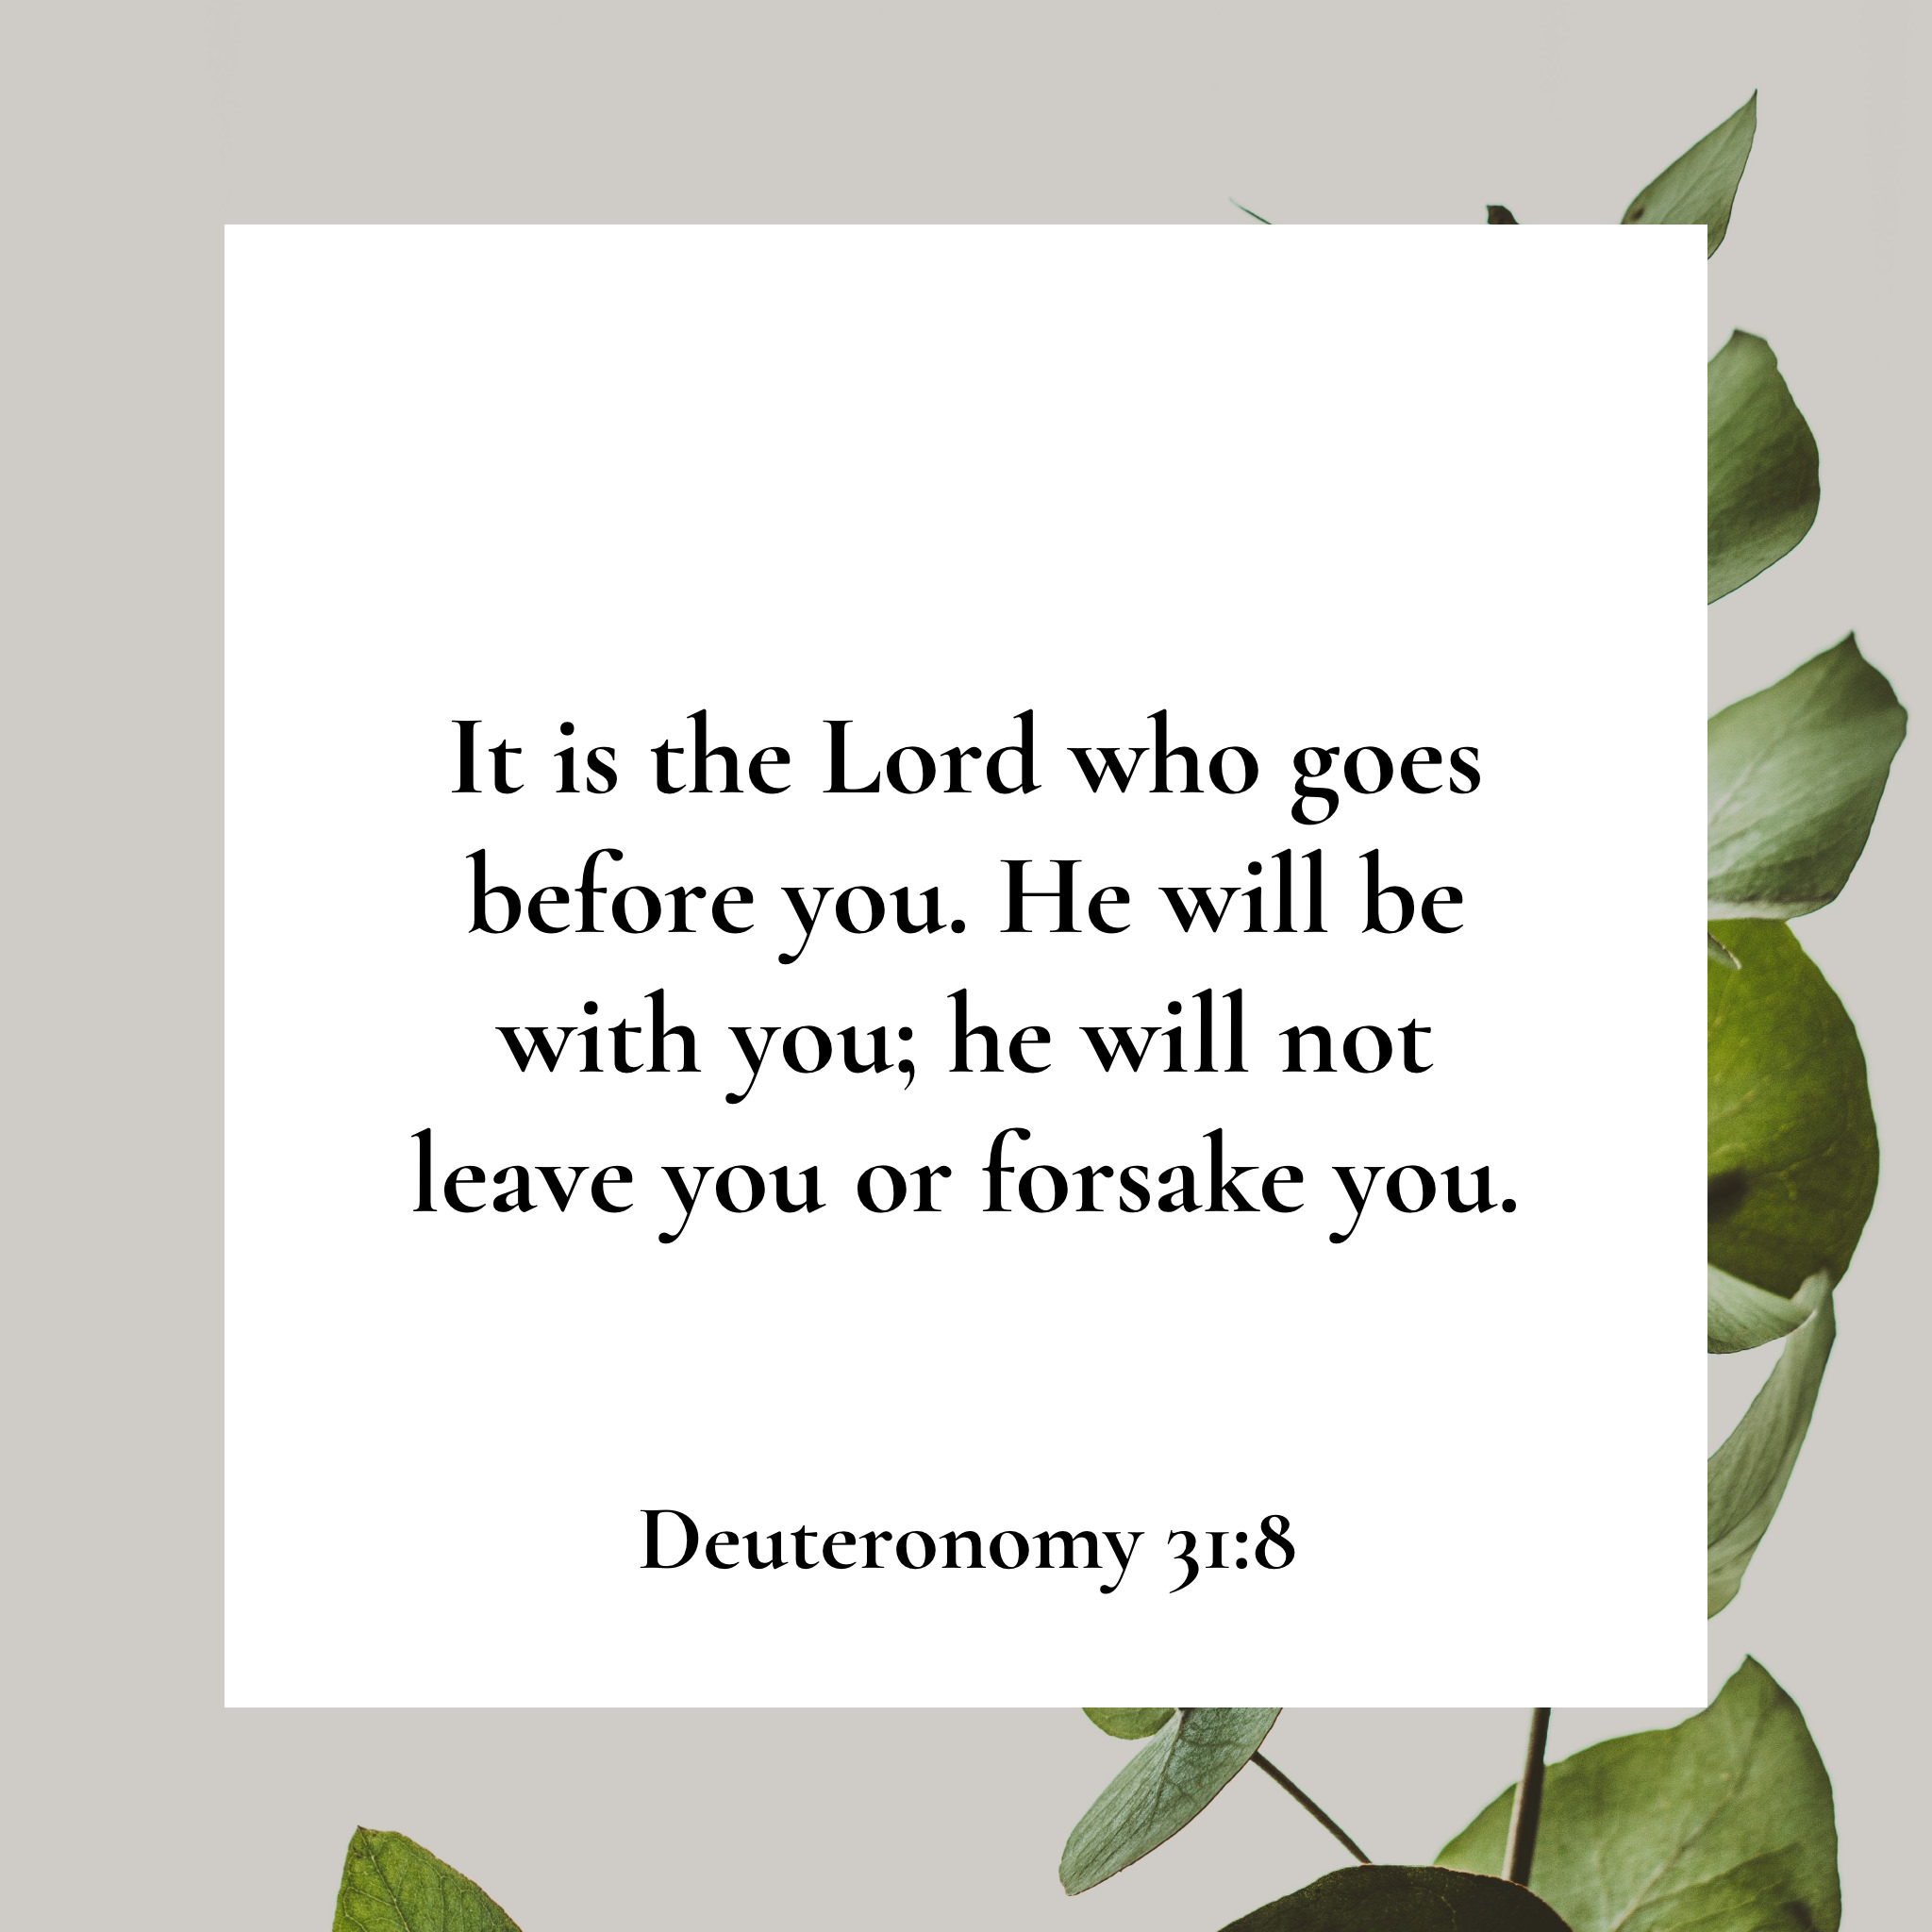 It is the Lord who goes
before you. He will be
with you; he will not
leave you or forsake you.
Deuteronomy 31:8